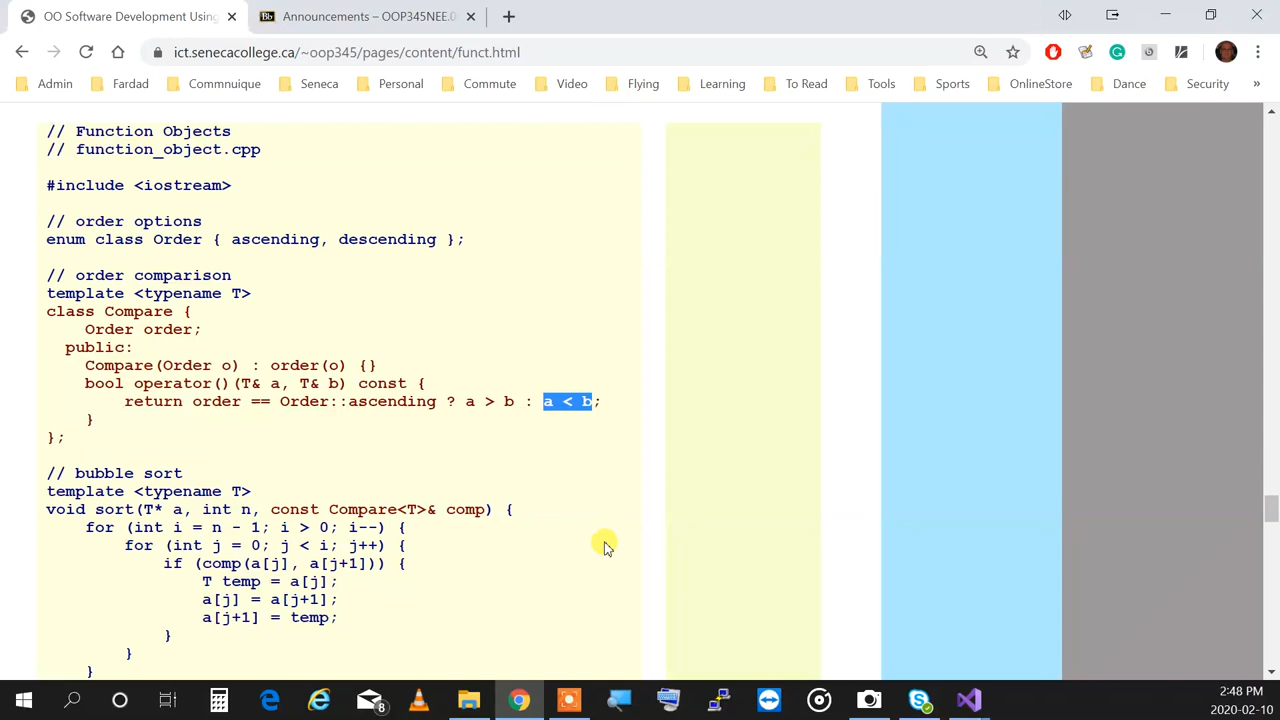 OO Software Development Using
Bb
Announcements – OOP345NEE.0
ict.senecacollege.ca/~oop345/pages/content/funct.html
Admin
Fardad
Commnuique
Seneca
Personal
Commute
Video
Flying
Learning
To Read
Tools
Sports
OnlineStore
Dance
Security
»
// Function Objects
// function_object.cpp
#include <iostream>
// order options
enum class Order { ascending, descending };
// order comparison
template <typename T>
class Compare {
    Order order;
  public:
    Compare(Order o) : order(o) {}
    bool operator()(T& a, T& b) const {
        return order == Order::ascending ? a > b : a < b;
    }
};
// bubble sort
template <typename T>
void sort(T* a, int n, const Compare<T>& comp) {
    for (int i = n - 1; i > 0; i--) {
        for (int j = 0; j < i; j++) {
            if (comp(a[j], a[j+1])) {
                T temp = a[j];
                a[j] = a[j+1];
                a[j+1] = temp;
            }
        }
    }
8
2:48 PM
2020-02-10